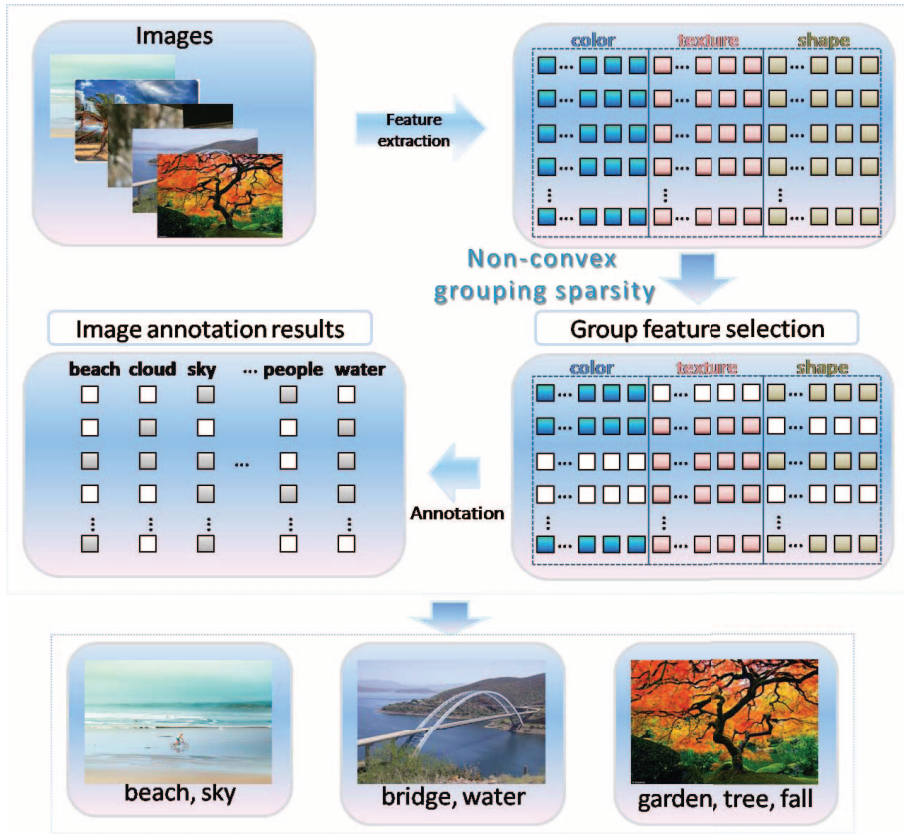 Images
color texture shape
Feature
extraction
Non-convex
grouping sparsity
Image annotation results
Group feature selection
beach cloud sky ... people water
color texture shape
Annotation
beach, sky
bridge, water
garden, tree, fall